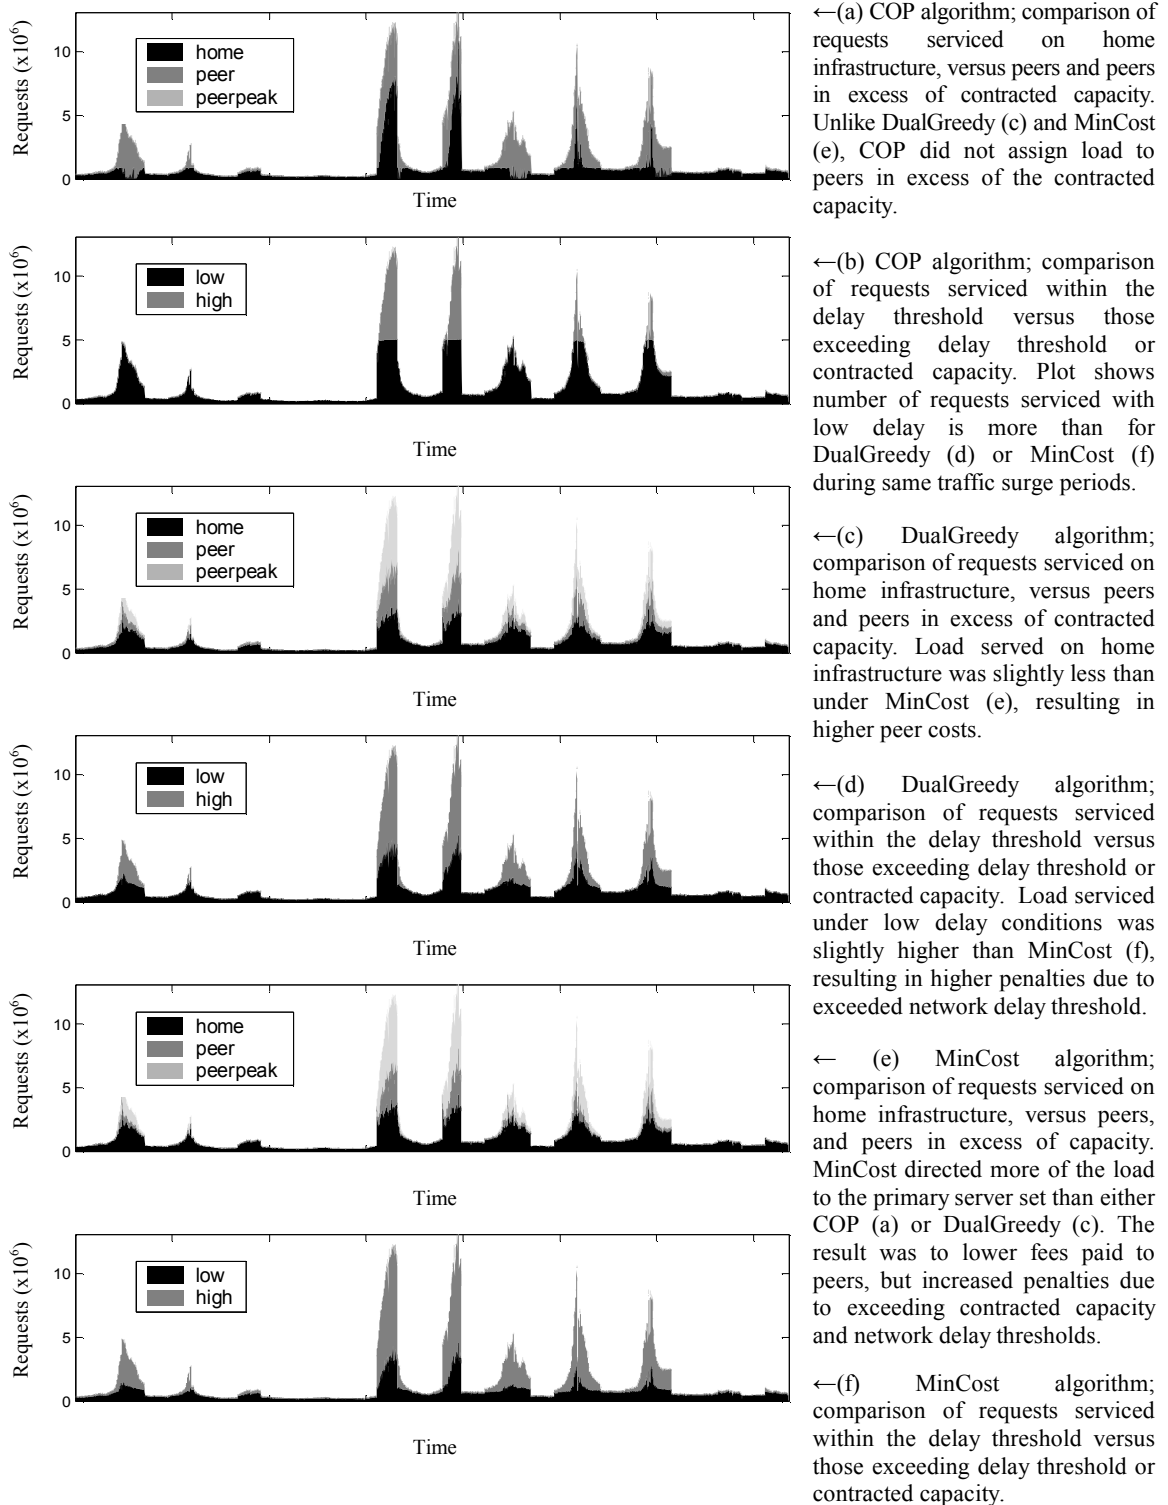 Requests (x10⁶)
10
5
0
home
peer
peerpeak
Time
←(a) COP algorithm; comparison of
requests serviced on home
infrastructure, versus peers and peers
in excess of contracted capacity.
Unlike DualGreedy (c) and MinCost
(e), COP did not assign load to
peers in excess of the contracted
capacity.
Requests (x10⁶)
10
5
0
low
high
Time
←(b) COP algorithm; comparison
of requests serviced within the
delay threshold versus those
exceeding delay threshold or
contracted capacity. Plot shows
number of requests serviced with
low delay is more than for
DualGreedy (d) or MinCost (f)
during same traffic surge periods.
Requests (x10⁶)
10
5
0
home
peer
peerpeak
Time
←(c) DualGreedy algorithm;
comparison of requests serviced on
home infrastructure, versus peers
and peers in excess of contracted
capacity. Load served on home
infrastructure was slightly less than
under MinCost (e), resulting in
higher peer costs.
Requests (x10⁶)
10
5
0
low
high
Time
←(d) DualGreedy algorithm;
comparison of requests serviced
within the delay threshold versus
those exceeding delay threshold or
contracted capacity. Load serviced
under low delay conditions was
slightly higher than MinCost (f),
resulting in higher penalties due to
exceeded network delay threshold.
Requests (x10⁶)
10
5
0
home
peer
peerpeak
Time
← (e) MinCost algorithm;
comparison of requests serviced on
home infrastructure, versus peers,
and peers in excess of capacity.
MinCost directed more of the load
to the primary server set than either
COP (a) or DualGreedy (c). The
result was to lower fees paid to
peers, but increased penalties due
to exceeding contracted capacity
and network delay thresholds.
Requests (x10⁶)
10
5
0
low
high
Time
←(f) MinCost algorithm;
comparison of requests serviced
within the delay threshold versus
those exceeding delay threshold or
contracted capacity.